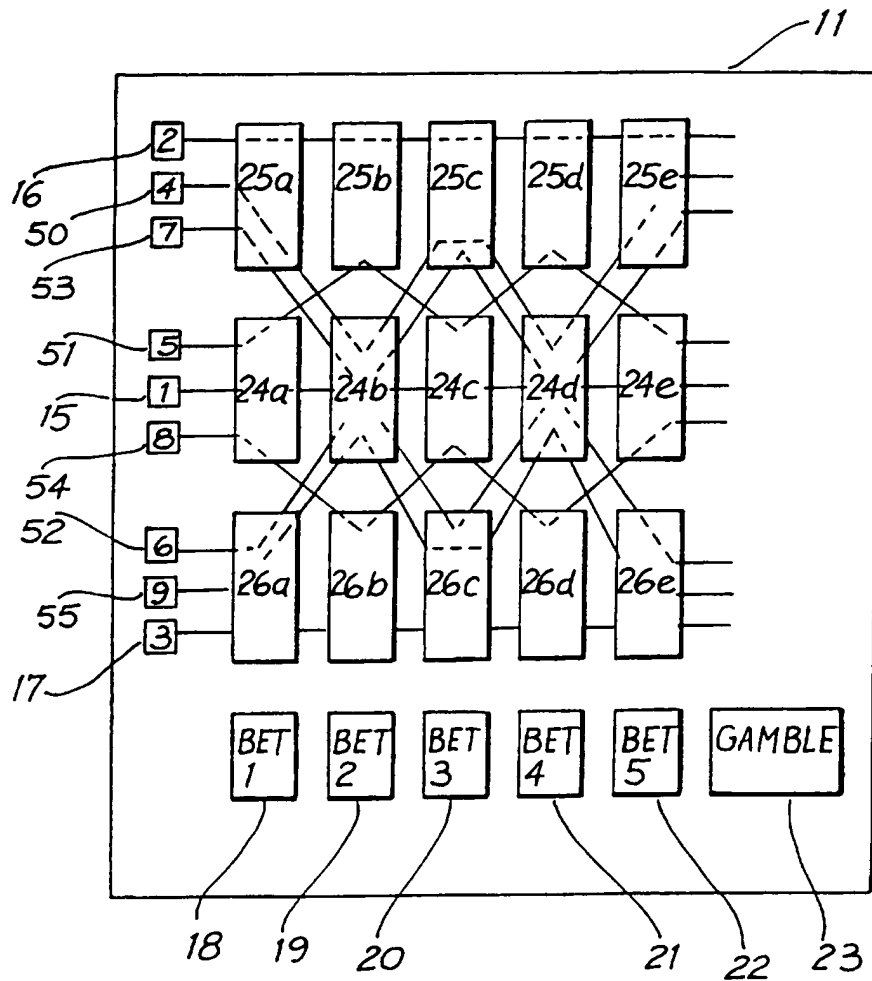 11
2
4
7
16
50
53
25a 25b 25c 25d 25e
5
1
8
51
15
54
24a 24b 24c 24d 24e
6
9
3
52
55
17
26a 26b 26c 26d 26e
BET 1
BET 2
BET 3
BET 4
BET 5
GAMBLE
18 19 20 21 22 23